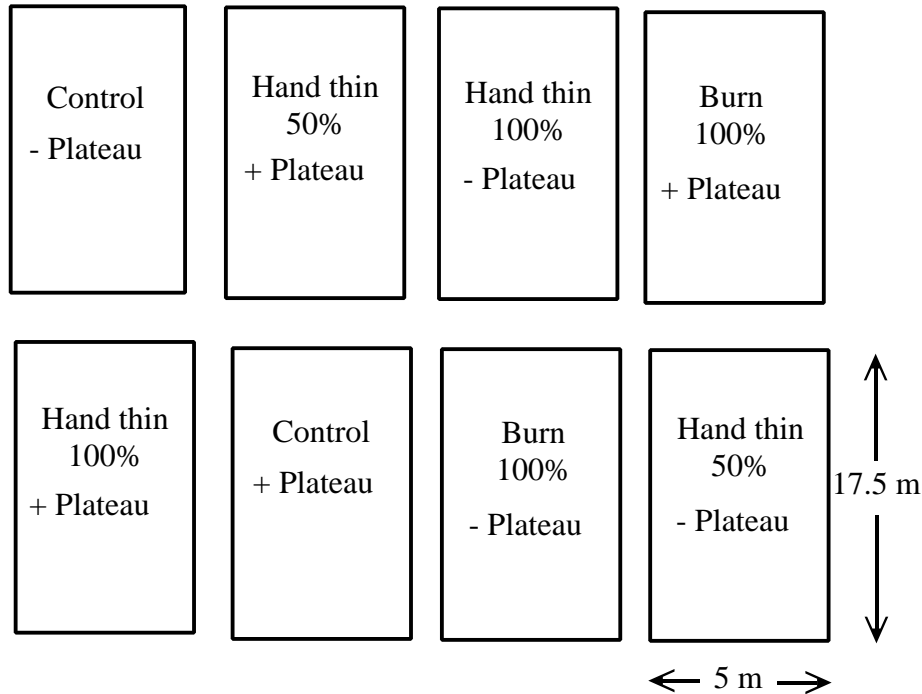 Control
- Plateau
Hand thin
50%
+ Plateau
Hand thin
100%
- Plateau
Burn
100%
+ Plateau
Hand thin
100%
+ Plateau
Control
+ Plateau
Burn
100%
- Plateau
Hand thin
50%
- Plateau
17.5 m
5 m